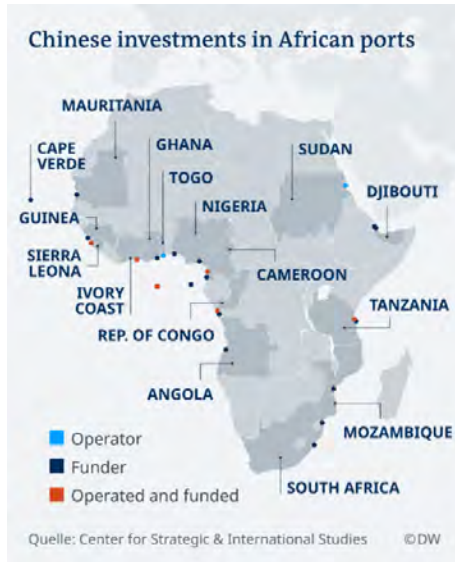 Chinese investments in African ports
MAURITANIA
CAPE
VERDE
GHANA
SUDAN
TOGO
DJIBOUTI
GUINEA
NIGERIA
SIERRA
LEONA
CAMEROON
IVORY
COAST
TANZANIA
REP. OF CONGO
ANGOLA
MOZAMBIQUE
Operator
Funder
Operated and funded
SOUTH AFRICA
Quelle: Center for Strategic & International Studies
©DW